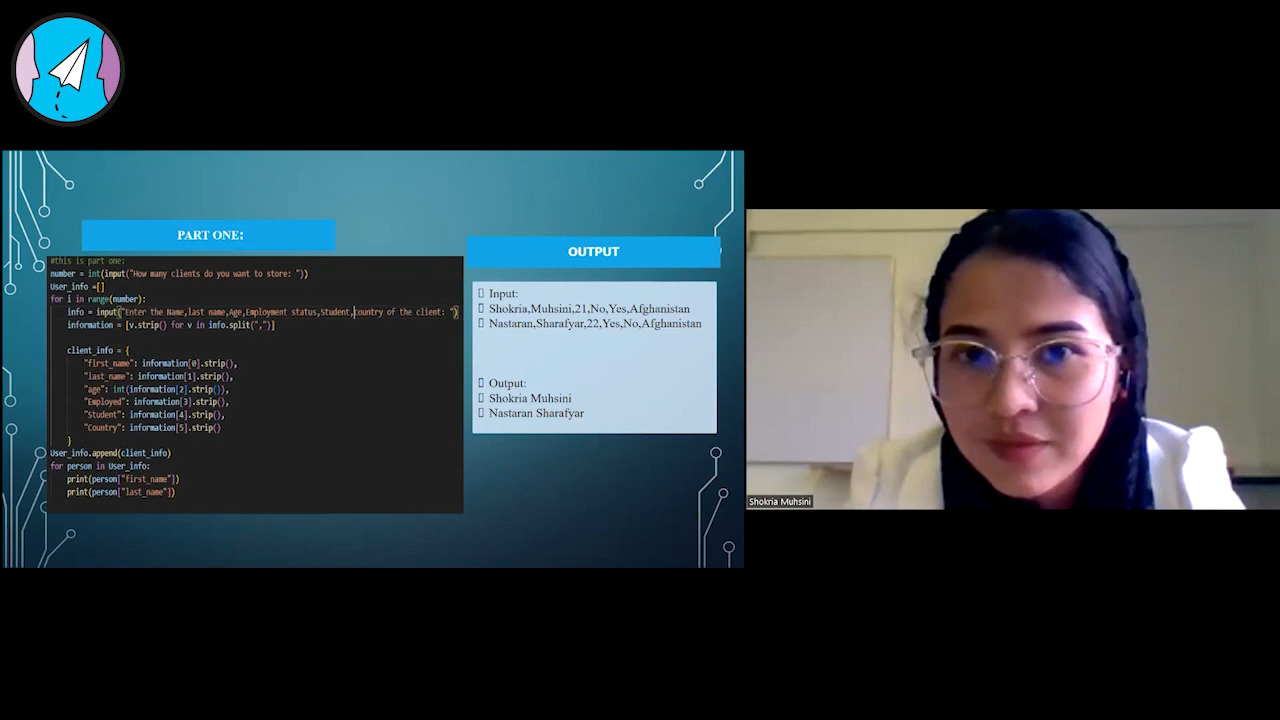 PART ONE:
#this is part one:
number = int(input("How many clients do you want to store: "))
User_info =[]
for i in range(number):
info = input("Enter the Name,last name,Age,Employment status,Student,country of the client: ")
information = [v.strip() for v in info.split(",")]
client_info = {
"first_name": information[0].strip(),
"last_name": information[1].strip(),
"age": int(information[2].strip()),
"Employed": information[3].strip(),
"Student": information[4].strip(),
"Country": information[5].strip()
}
User_info.append(client_info)
for person in User_info:
print(person["first_name"])
print(person["last_name"])
OUTPUT
Input:
Shokria,Muhsini,21,No,Yes,Afghanistan
Nastaran,Sharafyar,22,Yes,No,Afghanistan
Output:
Shokria Muhsini
Nastaran Sharafyar
Shokria Muhsini